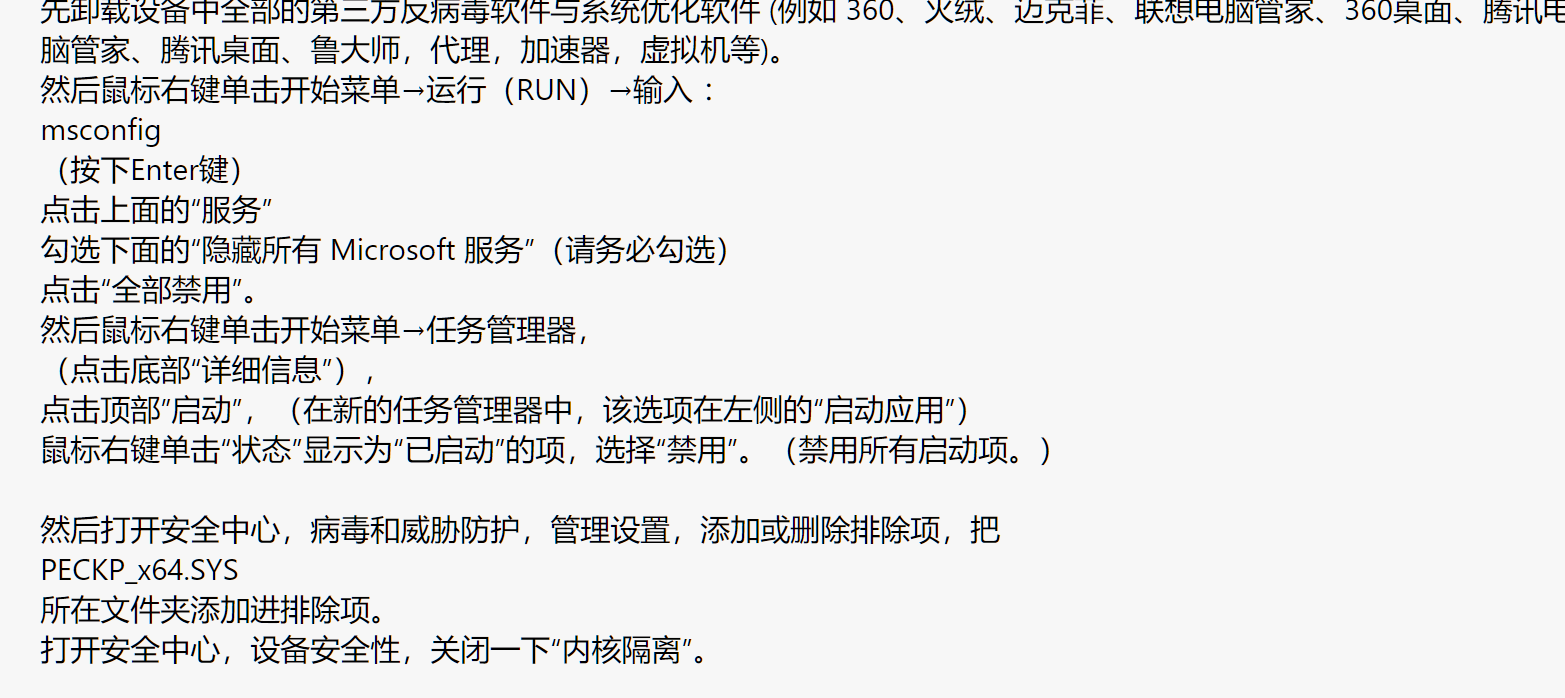 先卸载设备中全部的第三方反病毒软件与系统优化软件 (例如 360、火绒、迈克菲、联想电脑管家、360桌面、腾讯电
脑管家、腾讯桌面、鲁大师，代理，加速器，虚拟机等)。
然后鼠标右键单击开始菜单→运行（RUN）→输入 ：
msconfig
（按下Enter键）
点击上面的“服务”
勾选下面的“隐藏所有 Microsoft 服务”（请务必勾选）
点击“全部禁用”。
然后鼠标右键单击开始菜单→任务管理器，
（点击底部“详细信息”），
点击顶部”启动”，（在新的任务管理器中，该选项在左侧的“启动应用”）
鼠标右键单击“状态”显示为“已启动”的项，选择“禁用”。（禁用所有启动项。）
然后打开安全中心，病毒和威胁防护，管理设置，添加或删除排除项，把
PECKP_x64.SYS
所在文件夹添加进排除项。
打开安全中心，设备安全性，关闭一下“内核隔离”。